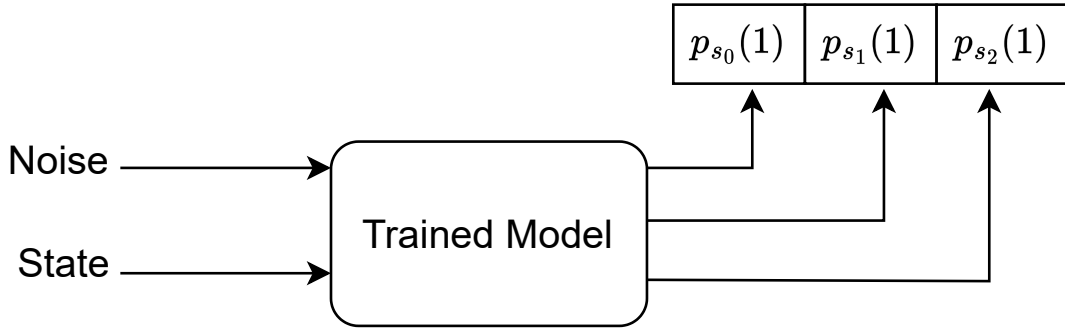 p_{s_0}(1) p_{s_1}(1) p_{s_2}(1)
Noise
Trained Model
State